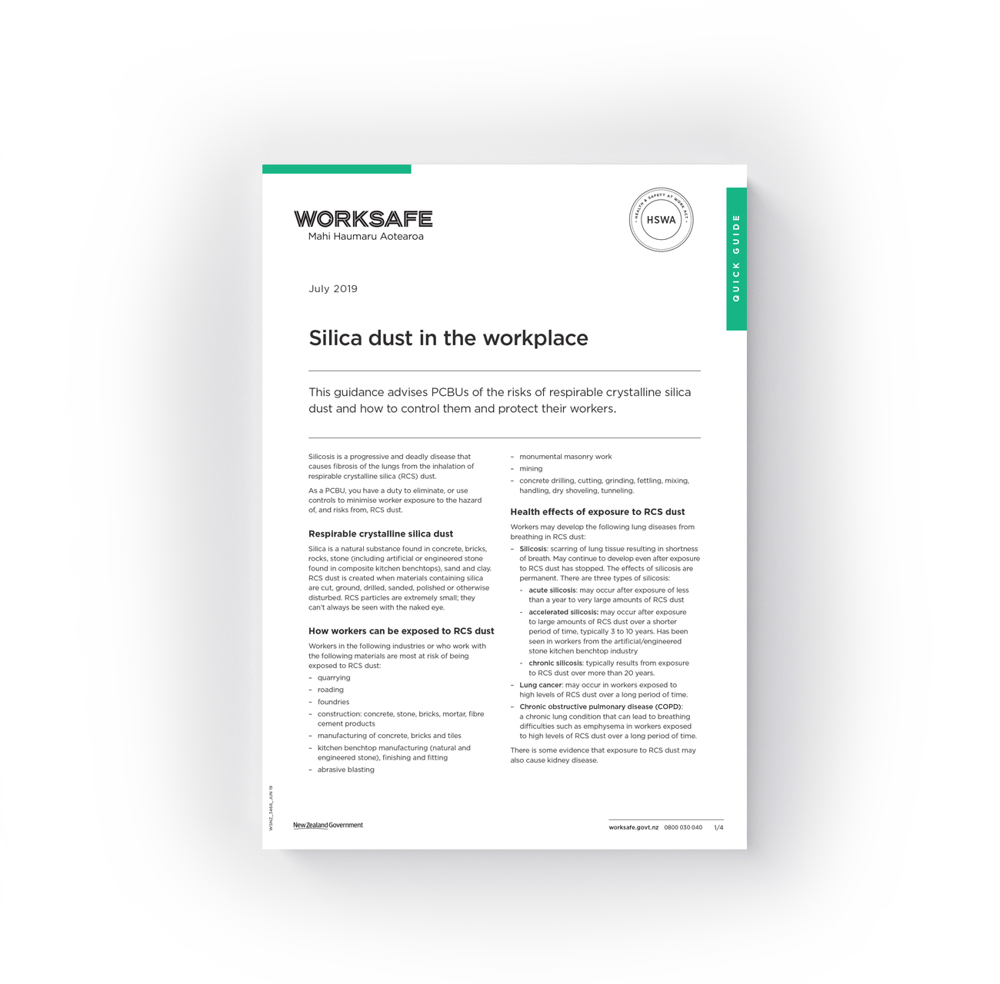 WORKSAFE
Mahi Haumaru Aotearoa
HEALTH & SAFETY AT WORK ACT
HSWA
QUICK GUIDE
July 2019
Silica dust in the workplace
This guidance advises PCBUs of the risks of respirable crystalline silica
dust and how to control them and protect their workers.
Silicosis is a progressive and deadly disease that
causes fibrosis of the lungs from the inhalation of
respirable crystalline silica (RCS) dust.
As a PCBU, you have a duty to eliminate, or use
controls to minimise worker exposure to the hazard
of, and risks from, RCS dust.
Respirable crystalline silica dust
Silica is a natural substance found in concrete, bricks,
rocks, stone (including artificial or engineered stone
found in composite kitchen benchtops), sand and clay.
RCS dust is created when materials containing silica
are cut, ground, drilled, sanded, polished or otherwise
disturbed. RCS particles are extremely small; they
can't always be seen with the naked eye.
How workers can be exposed to RCS dust
Workers in the following industries or who work with
the following materials are most at risk of being
exposed to RCS dust:
– quarrying
– roading
– foundries
– construction: concrete, stone, bricks, mortar, fibre
cement products
– manufacturing of concrete, bricks and tiles
– kitchen benchtop manufacturing (natural and
engineered stone), finishing and fitting
– abrasive blasting
– monumental masonry work
– mining
– concrete drilling, cutting, grinding, fettling, mixing,
handling, dry shoveling, tunneling.
Health effects of exposure to RCS dust
Workers may develop the following lung diseases from
breathing in RCS dust:
– Silicosis: scarring of lung tissue resulting in shortness
of breath. May continue to develop even after exposure
to RCS dust has stopped. The effects of silicosis are
permanent. There are three types of silicosis:
- acute silicosis: may occur after exposure of less
than a year to very large amounts of RCS dust
- accelerated silicosis: may occur after exposure
to large amounts of RCS dust over a shorter
period of time, typically 3 to 10 years. Has been
seen in workers from the artificial/engineered
stone kitchen benchtop industry
- chronic silicosis: typically results from exposure
to RCS dust over more than 20 years.
– Lung cancer: may occur in workers exposed to
high levels of RCS dust over a long period of time.
– Chronic obstructive pulmonary disease (COPD):
a chronic lung condition that can lead to breathing
difficulties such as emphysema in workers exposed
to high levels of RCS dust over a long period of time.
There is some evidence that exposure to RCS dust may
also cause kidney disease.
WSNZ_3466_JUN 19
New Zealand Government
worksafe.govt.nz 0800 030 040 1/4